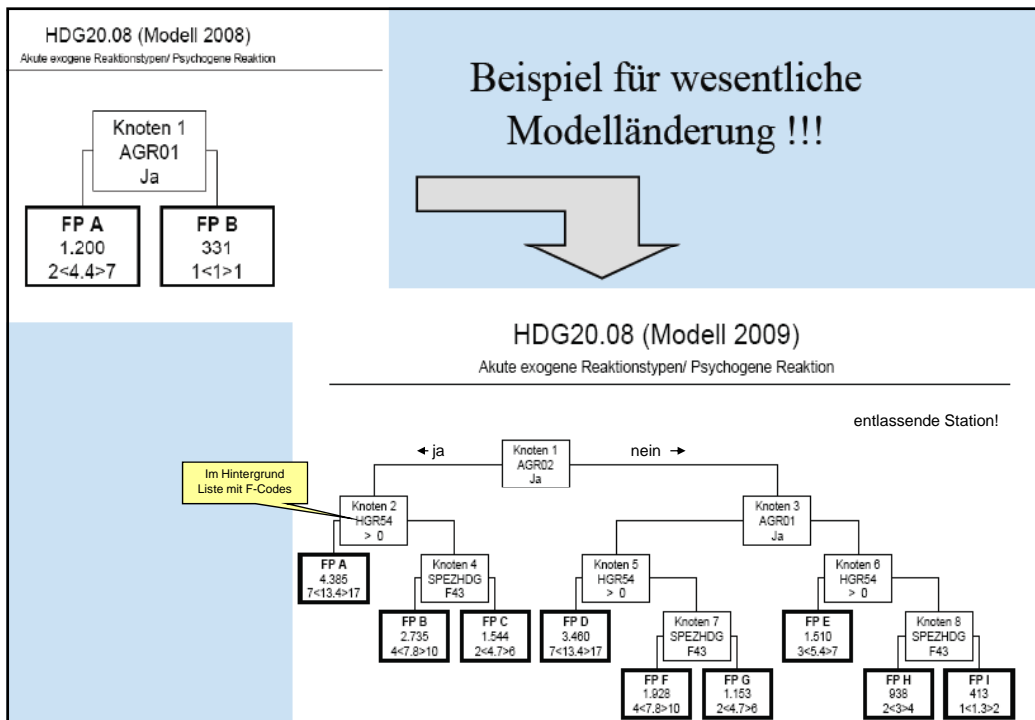 HDG20.08 (Modell 2008)
Akute exogene Reaktionstypen/ Psychogene Reaktion
Knoten 1
AGR01
Ja
FP A
1.200
2<4.4>7
FP B
331
1<1>1
Beispiel für wesentliche
Modelländerung !!!
HDG20.08 (Modell 2009)
Akute exogene Reaktionstypen/ Psychogene Reaktion
entlassende Station!
ja
nein
Knoten 1
AGR02
Ja
Im Hintergrund
Liste mit F-Codes
Knoten 2
HGR54
> 0
Knoten 3
AGR01
Ja
FP A
4.385
7<13.4>17
Knoten 4
SPEZHDG
F43
Knoten 5
HGR54
> 0
Knoten 6
HGR54
> 0
FP B
2.735
4<7.8>10
FP C
1.544
2<4.7>6
FP D
3.460
7<13.4>17
Knoten 7
SPEZHDG
F43
FP E
1.510
3<5.4>7
Knoten 8
SPEZHDG
F43
FP F
1.928
4<7.8>10
FP G
1.153
2<4.7>6
FP H
938
2<3>4
FP I
413
1<1.3>2